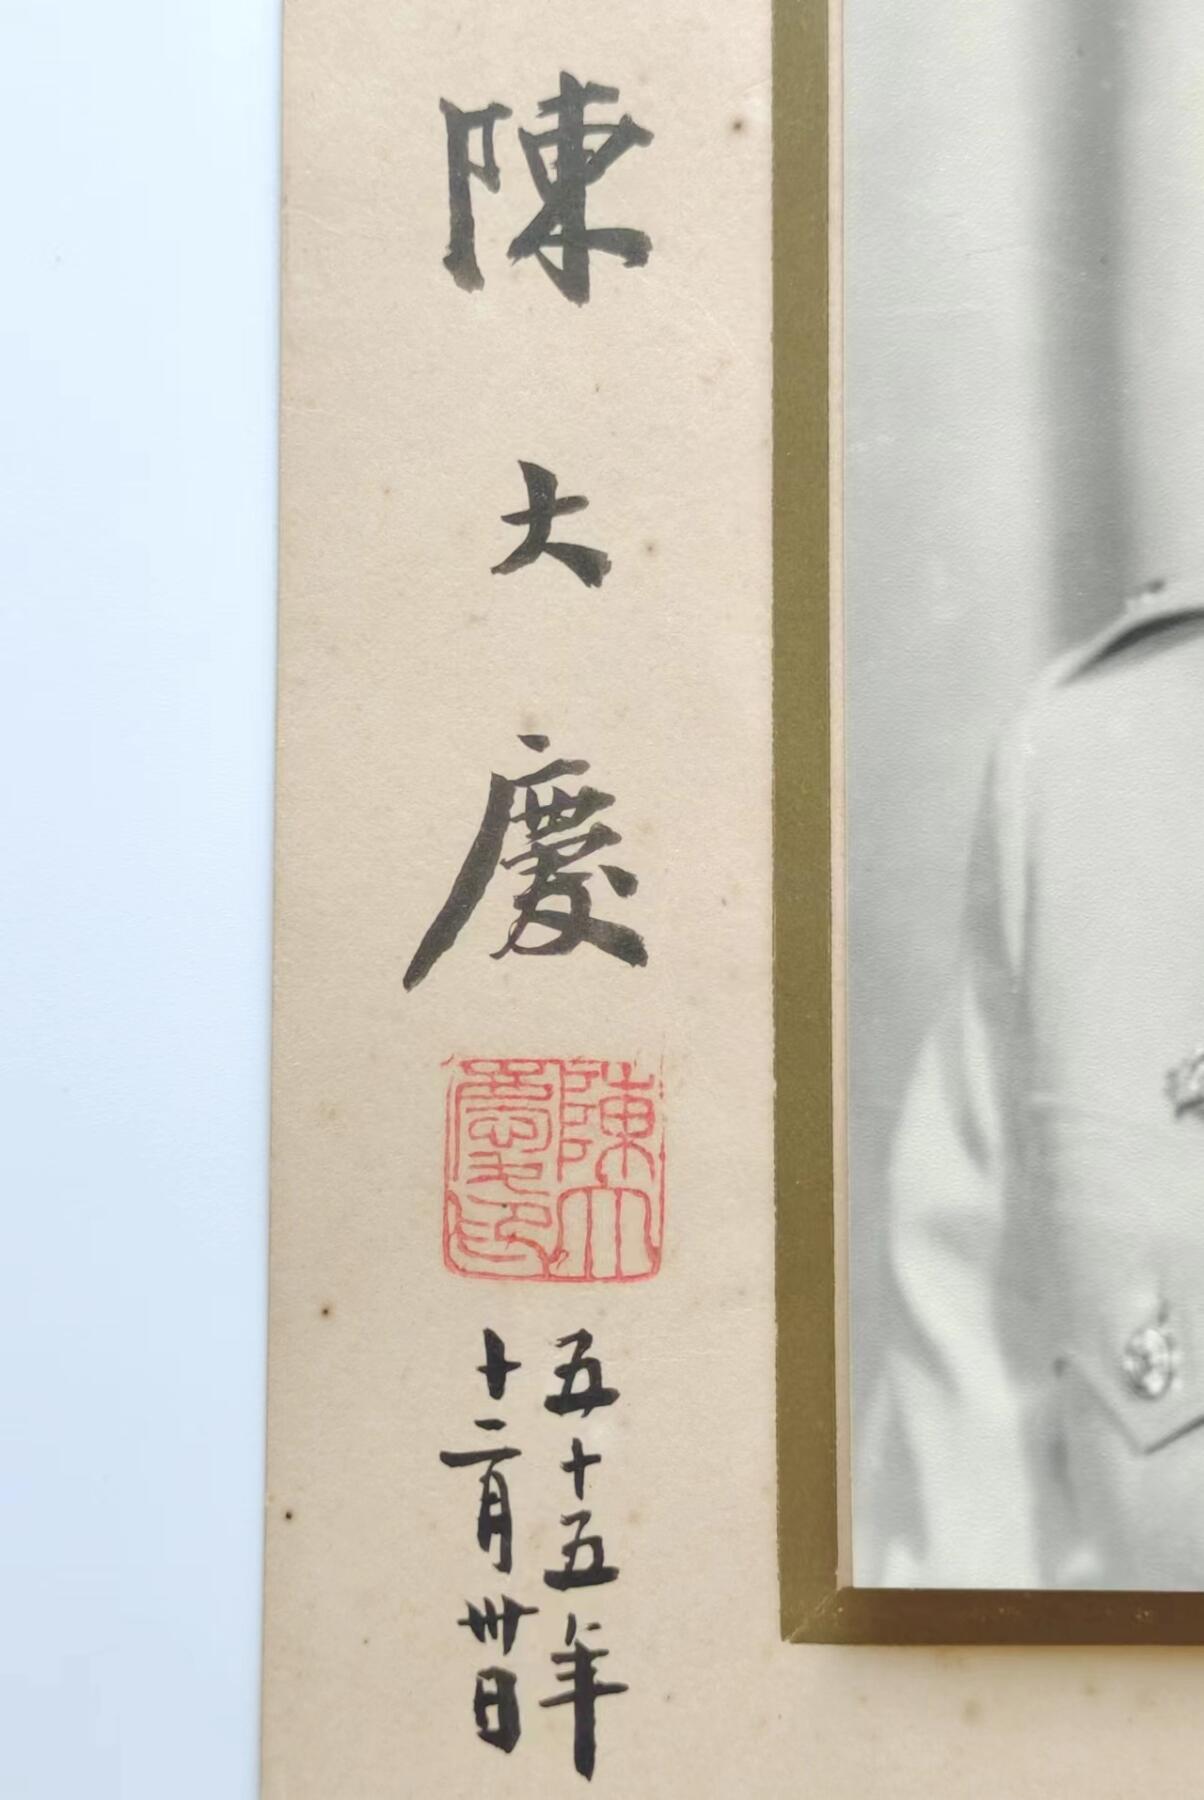 陳大慶
陳大
慶印
五十五年
十二月卅日